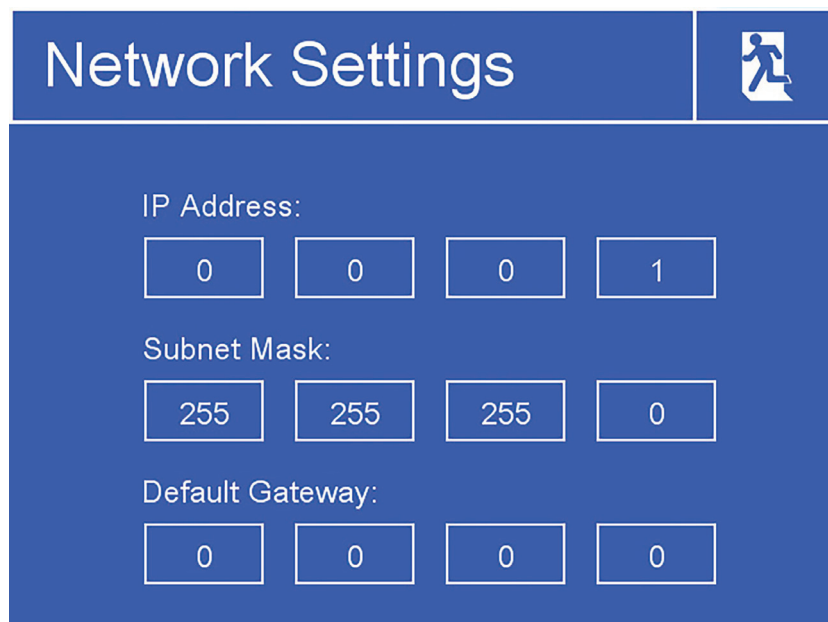 Network Settings
IP Address:
0 0 0 1
Subnet Mask:
255 255 255 0
Default Gateway:
0 0 0 0